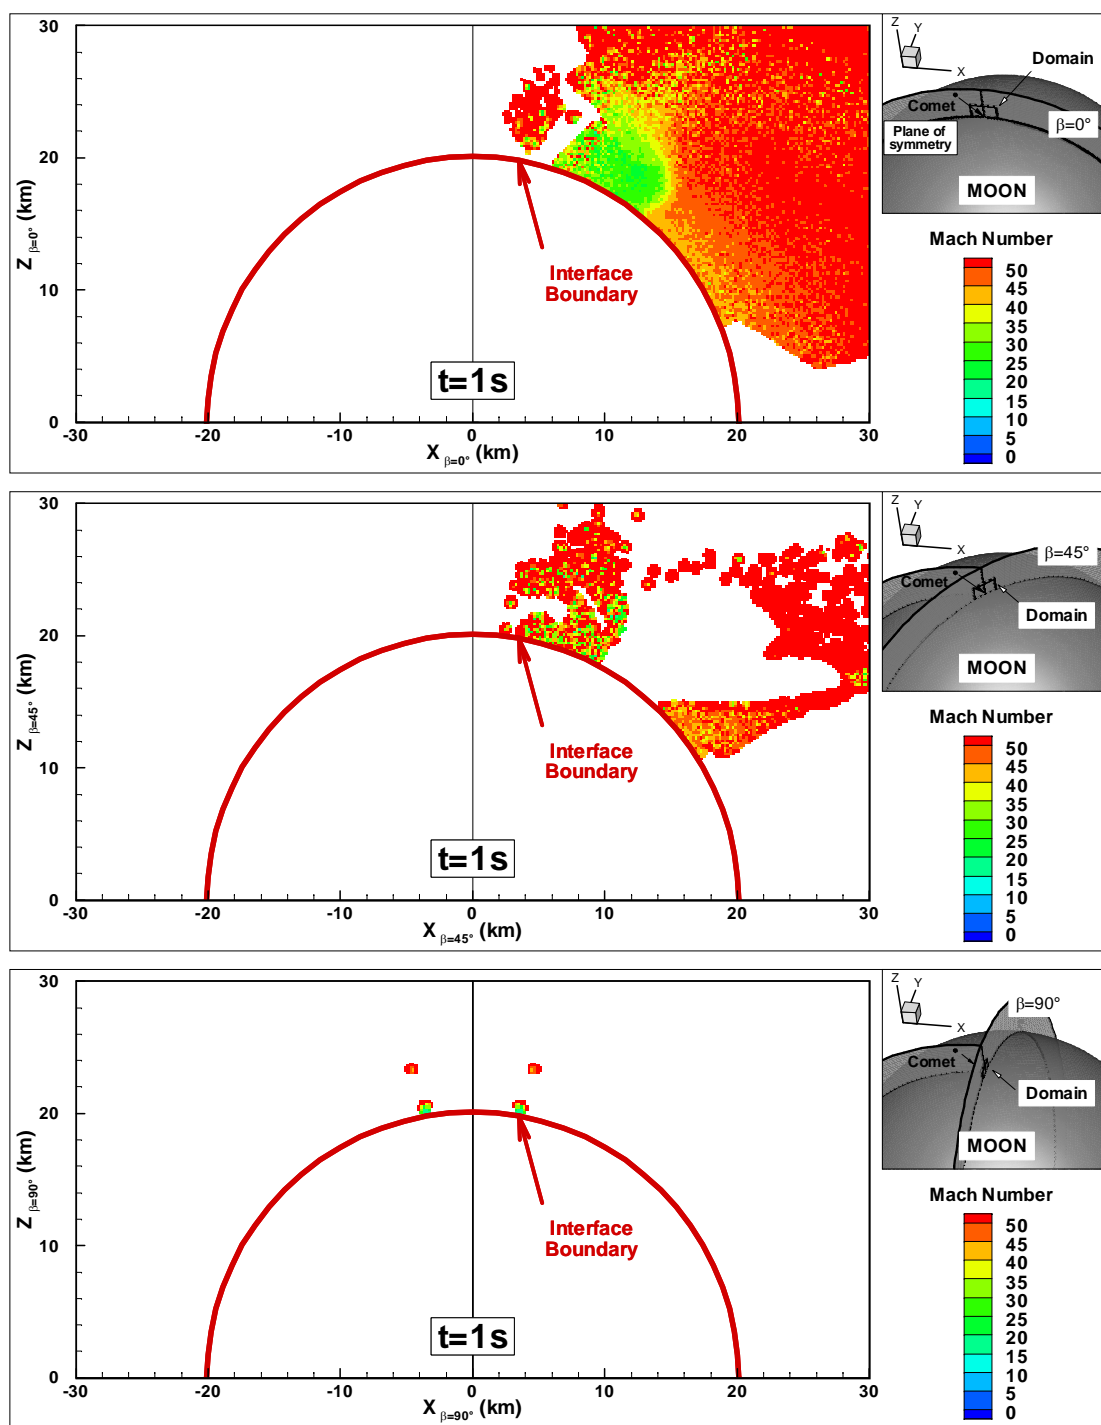 30
20
10
0
-30
-20
-10
0
10
20
30
Z β=0° (km)
X β=0° (km)
Interface
Boundary
t=1s
Z
Y
X
Domain
Comet
β=0°
Plane of
symmetry
MOON
Mach Number
50
45
40
35
30
25
20
15
10
5
0
30
20
10
0
-30
-20
-10
0
10
20
30
Z β=45° (km)
X β=45° (km)
Interface
Boundary
t=1s
Z
Y
X
β=45°
Comet
Domain
MOON
Mach Number
50
45
40
35
30
25
20
15
10
5
0
30
20
10
0
-30
-20
-10
0
10
20
30
Z β=90° (km)
X β=90° (km)
Interface
Boundary
t=1s
Z
Y
X
β=90°
Comet
Domain
MOON
Mach Number
50
45
40
35
30
25
20
15
10
5
0